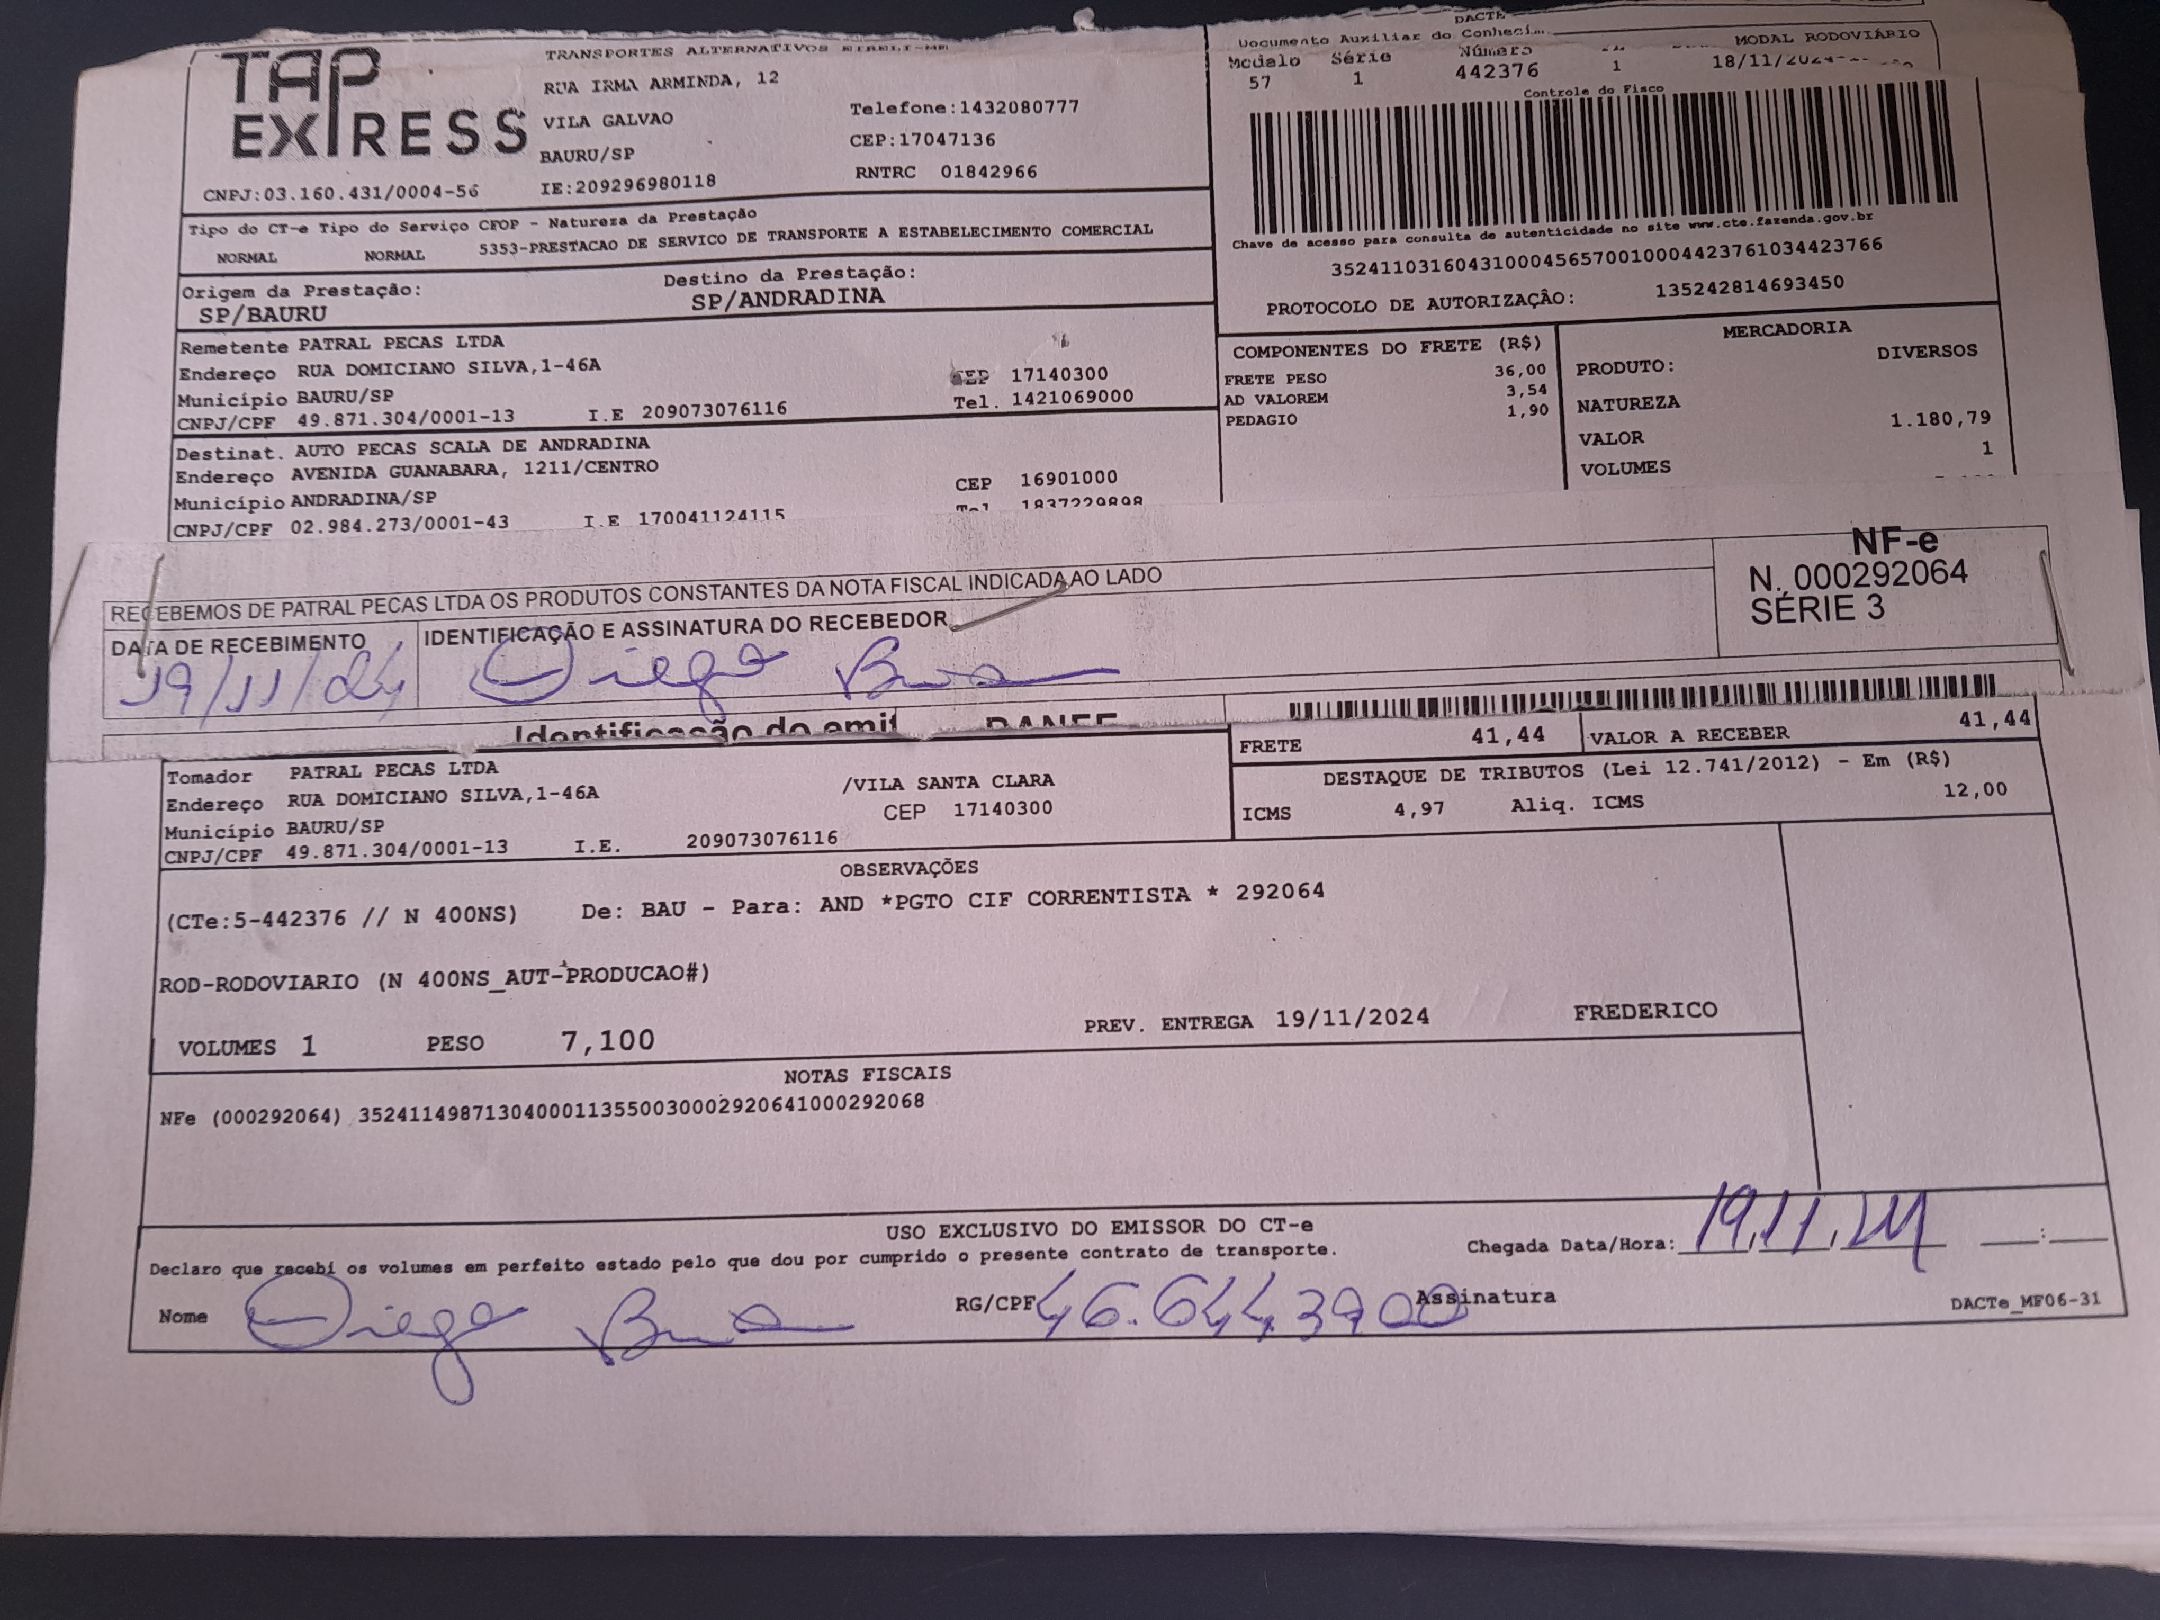 DACTE
TAP EXPRESS
TRANSPORTES ALTERNATIVOS EIRELI-ME
RUA IRMA ARMINDA, 12
VILA GALVAO Telefone:1432080777
BAURU/SP CEP:17047136
CNPJ:03.160.431/0004-56 IE:209296980118 RNTRC 01842966
Documento Auxiliar do Conheci
MODAL RODOVIÁRIO
Modelo Série Número
57 1 442376 1 18/11/2024
Controle do Fisco
Chave de acesso para consulta de autenticidade no site www.cte.fazenda.gov.br
35241103160431000456570010004423761034423766
PROTOCOLO DE AUTORIZAÇÃO: 135242814693450
Tipo do CT-e Tipo do Serviço CFOP - Natureza da Prestação
NORMAL NORMAL 5353-PRESTACAO DE SERVICO DE TRANSPORTE A ESTABELECIMENTO COMERCIAL
Origem da Prestação: Destino da Prestação:
SP/BAURU SP/ANDRADINA
Remetente PATRAL PECAS LTDA
Endereço RUA DOMICIANO SILVA,1-46A CEP 17140300
Município BAURU/SP Tel. 1421069000
CNPJ/CPF 49.871.304/0001-13 I.E 209073076116
Destinat. AUTO PECAS SCALA DE ANDRADINA
Endereço AVENIDA GUANABARA, 1211/CENTRO
Município ANDRADINA/SP CEP 16901000
CNPJ/CPF 02.984.273/0001-43 I.E 170041124115 Tel 1837229898
COMPONENTES DO FRETE (R$)
FRETE PESO 36,00
AD VALOREM 3,54
PEDAGIO 1,90
MERCADORIA
PRODUTO: DIVERSOS
NATUREZA
VALOR 1.180,79
VOLUMES 1
RECEBEMOS DE PATRAL PECAS LTDA OS PRODUTOS CONSTANTES DA NOTA FISCAL INDICADA AO LADO
DATA DE RECEBIMENTO IDENTIFICAÇÃO E ASSINATURA DO RECEBEDOR
19/11/24 Diego
NF-e
N. 000292064
SÉRIE 3
Identificação do emit DANFE
FRETE 41,44 VALOR A RECEBER 41,44
DESTAQUE DE TRIBUTOS (Lei 12.741/2012) - Em (R$)
ICMS 4,97 Aliq. ICMS 12,00
Tomador PATRAL PECAS LTDA
Endereço RUA DOMICIANO SILVA,1-46A /VILA SANTA CLARA
Município BAURU/SP CEP 17140300
CNPJ/CPF 49.871.304/0001-13 I.E. 209073076116
OBSERVAÇÕES
(CTe:5-442376 // N 400NS) De: BAU - Para: AND *PGTO CIF CORRENTISTA * 292064
ROD-RODOVIARIO (N 400NS_AUT-PRODUCAO#)
VOLUMES 1 PESO 7,100 PREV. ENTREGA 19/11/2024 FREDERICO
NOTAS FISCAIS
NFe (000292064) 35241149871304000113550030002920641000292068
USO EXCLUSIVO DO EMISSOR DO CT-e
Declaro que recebi os volumes em perfeito estado pelo que dou por cumprido o presente contrato de transporte. Chegada Data/Hora: 19.11.24 :
Nome Diego RG/CPF 46.644.3900 Assinatura
DACTe_MF06-31